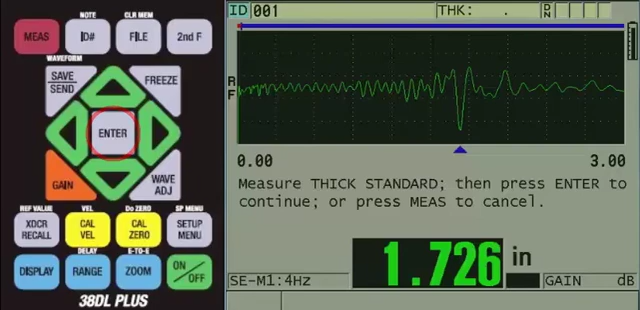 NOTE CLR MEM
MEAS ID# FILE 2nd F
WAVEFORM
SAVE/SEND FREEZE
ENTER
GAIN WAVE ADJ
REF VALUE VEL Do ZERO SP MENU
XDCR RECALL CAL VEL CAL ZERO SETUP MENU
DELAY E-TO-E
DISPLAY RANGE ZOOM ON/OFF
38DL PLUS
ID 001 THK: . DN
RF
0.00 3.00
Measure THICK STANDARD; then press ENTER to
continue; or press MEAS to cancel.
1.726 in
SE-M1:4Hz GAIN dB